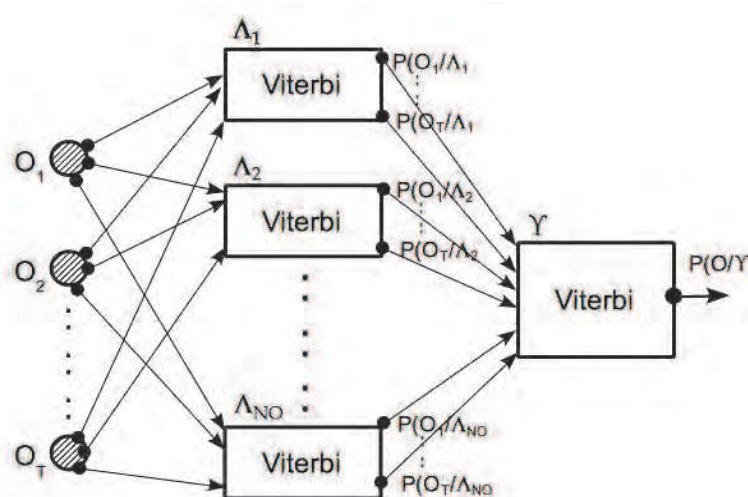 Λ1
Viterbi
P(O1/Λ1
P(OT/Λ1
O1
Λ2
Viterbi
P(O1/Λ2
P(OT/Λ2
O2
ϒ
Viterbi
P(O/ϒ
ΛNO
Viterbi
P(O1/ΛNO
P(OT/ΛNO
OT